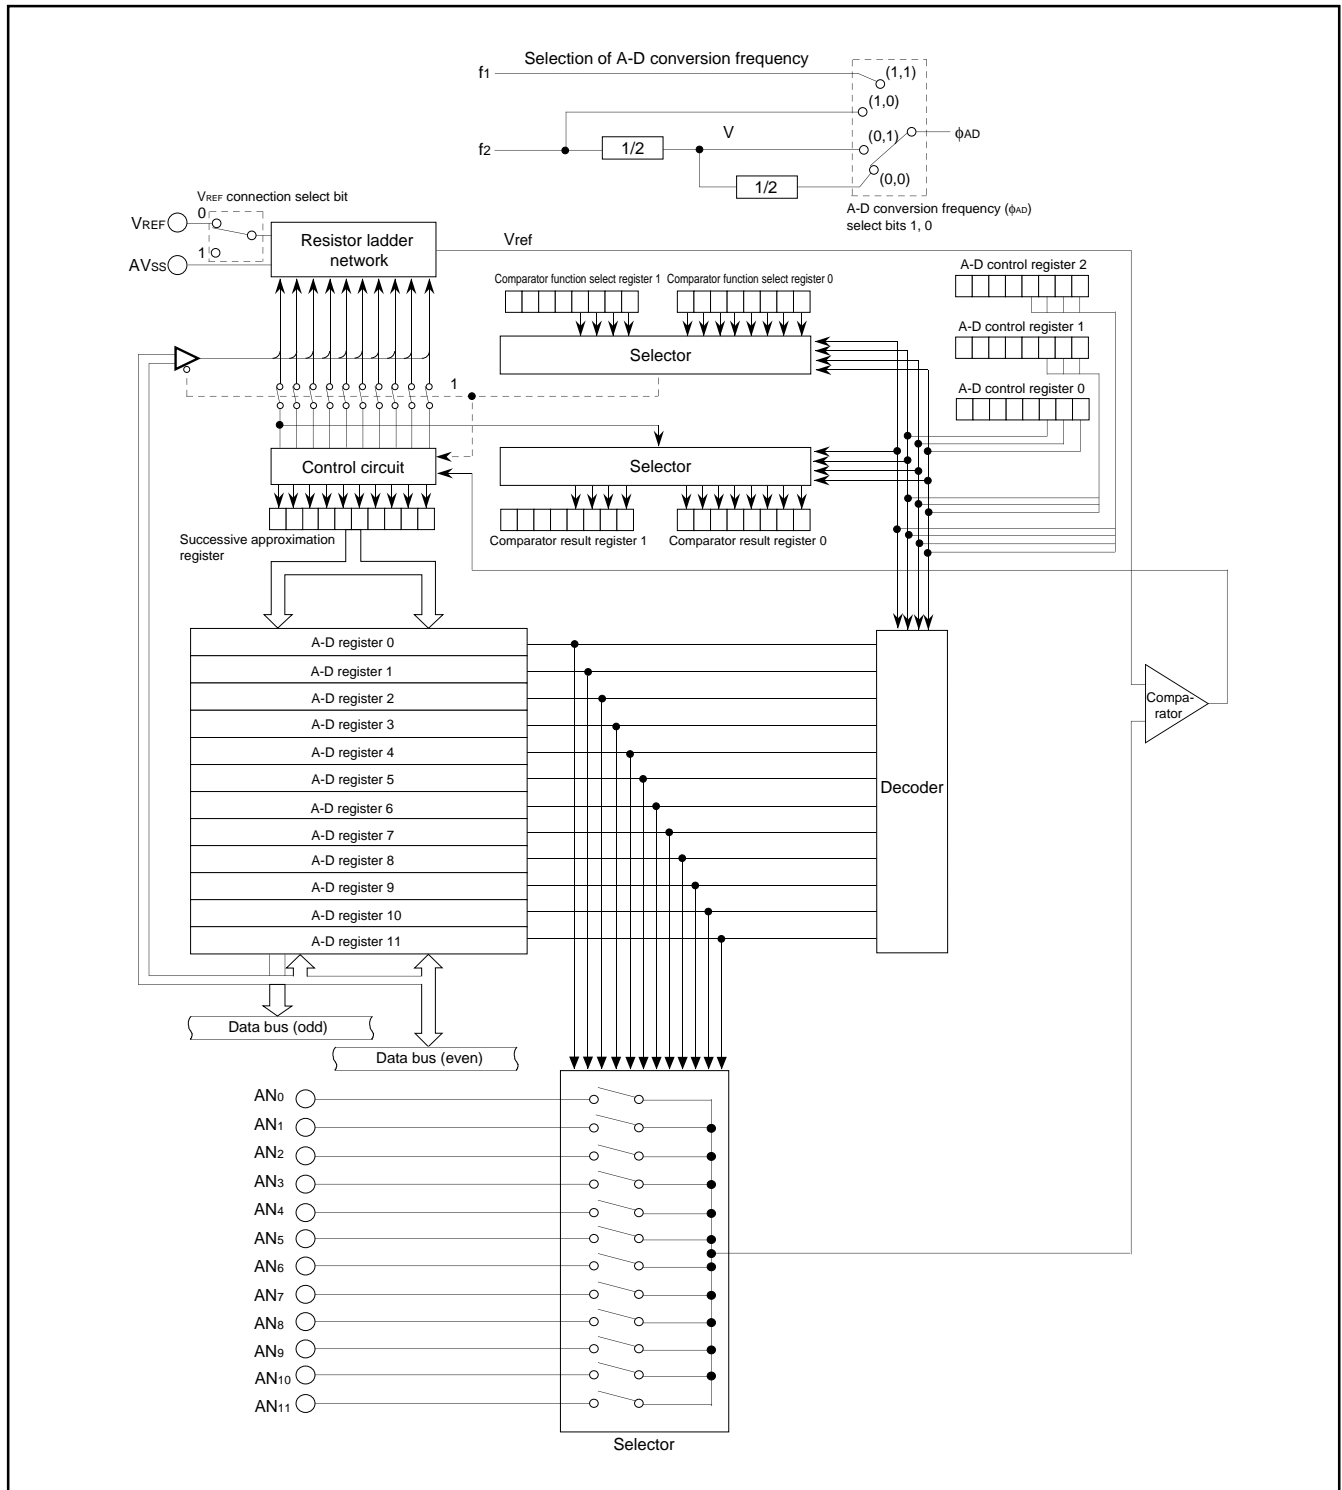 Selection of A-D conversion frequency
f1
(1,1)
(1,0)
V
(0,1)
φAD
f2
1/2
1/2
(0,0)
A-D conversion frequency (φAD)
select bits 1, 0
VREF connection select bit
VREF
0
1
AVSS
Resistor ladder
network
Vref
Comparator function select register 1
Comparator function select register 0
A-D control register 2
A-D control register 1
A-D control register 0
Selector
1
Control circuit
Selector
Successive approximation
register
Comparator result register 1
Comparator result register 0
A-D register 0
A-D register 1
A-D register 2
A-D register 3
A-D register 4
A-D register 5
A-D register 6
A-D register 7
A-D register 8
A-D register 9
A-D register 10
A-D register 11
Decoder
Compa-
rator
Data bus (odd)
Data bus (even)
AN0
AN1
AN2
AN3
AN4
AN5
AN6
AN7
AN8
AN9
AN10
AN11
Selector